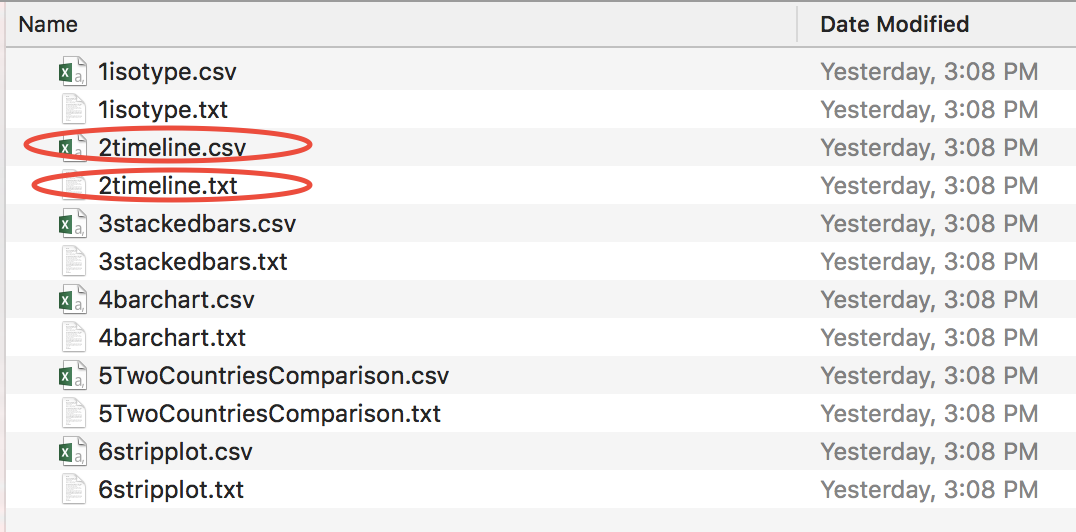 Name Date Modified
1isotype.csv Yesterday, 3:08 PM
1isotype.txt Yesterday, 3:08 PM
2timeline.csv Yesterday, 3:08 PM
2timeline.txt Yesterday, 3:08 PM
3stackedbars.csv Yesterday, 3:08 PM
3stackedbars.txt Yesterday, 3:08 PM
4barchart.csv Yesterday, 3:08 PM
4barchart.txt Yesterday, 3:08 PM
5TwoCountriesComparison.csv Yesterday, 3:08 PM
5TwoCountriesComparison.txt Yesterday, 3:08 PM
6stripplot.csv Yesterday, 3:08 PM
6stripplot.txt Yesterday, 3:08 PM